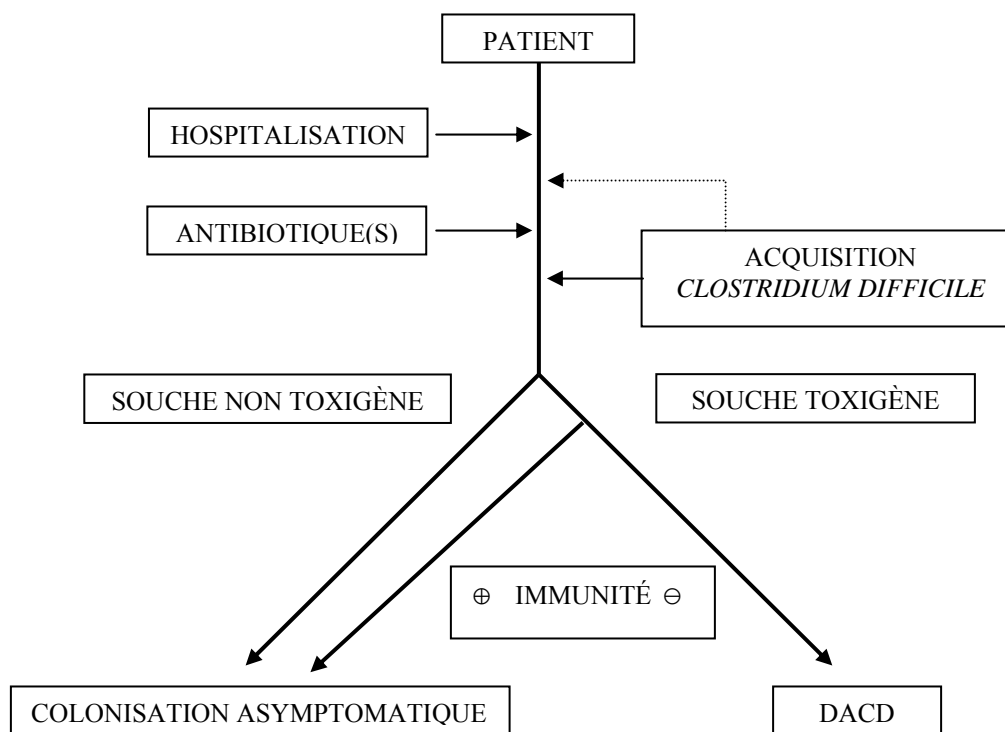 PATIENT
HOSPITALISATION
ANTIBIOTIQUE(S)
ACQUISITION
CLOSTRIDIUM DIFFICILE
SOUCHE NON TOXIGÈNE
SOUCHE TOXIGÈNE
⊕ IMMUNITÉ ⊖
COLONISATION ASYMPTOMATIQUE
DACD